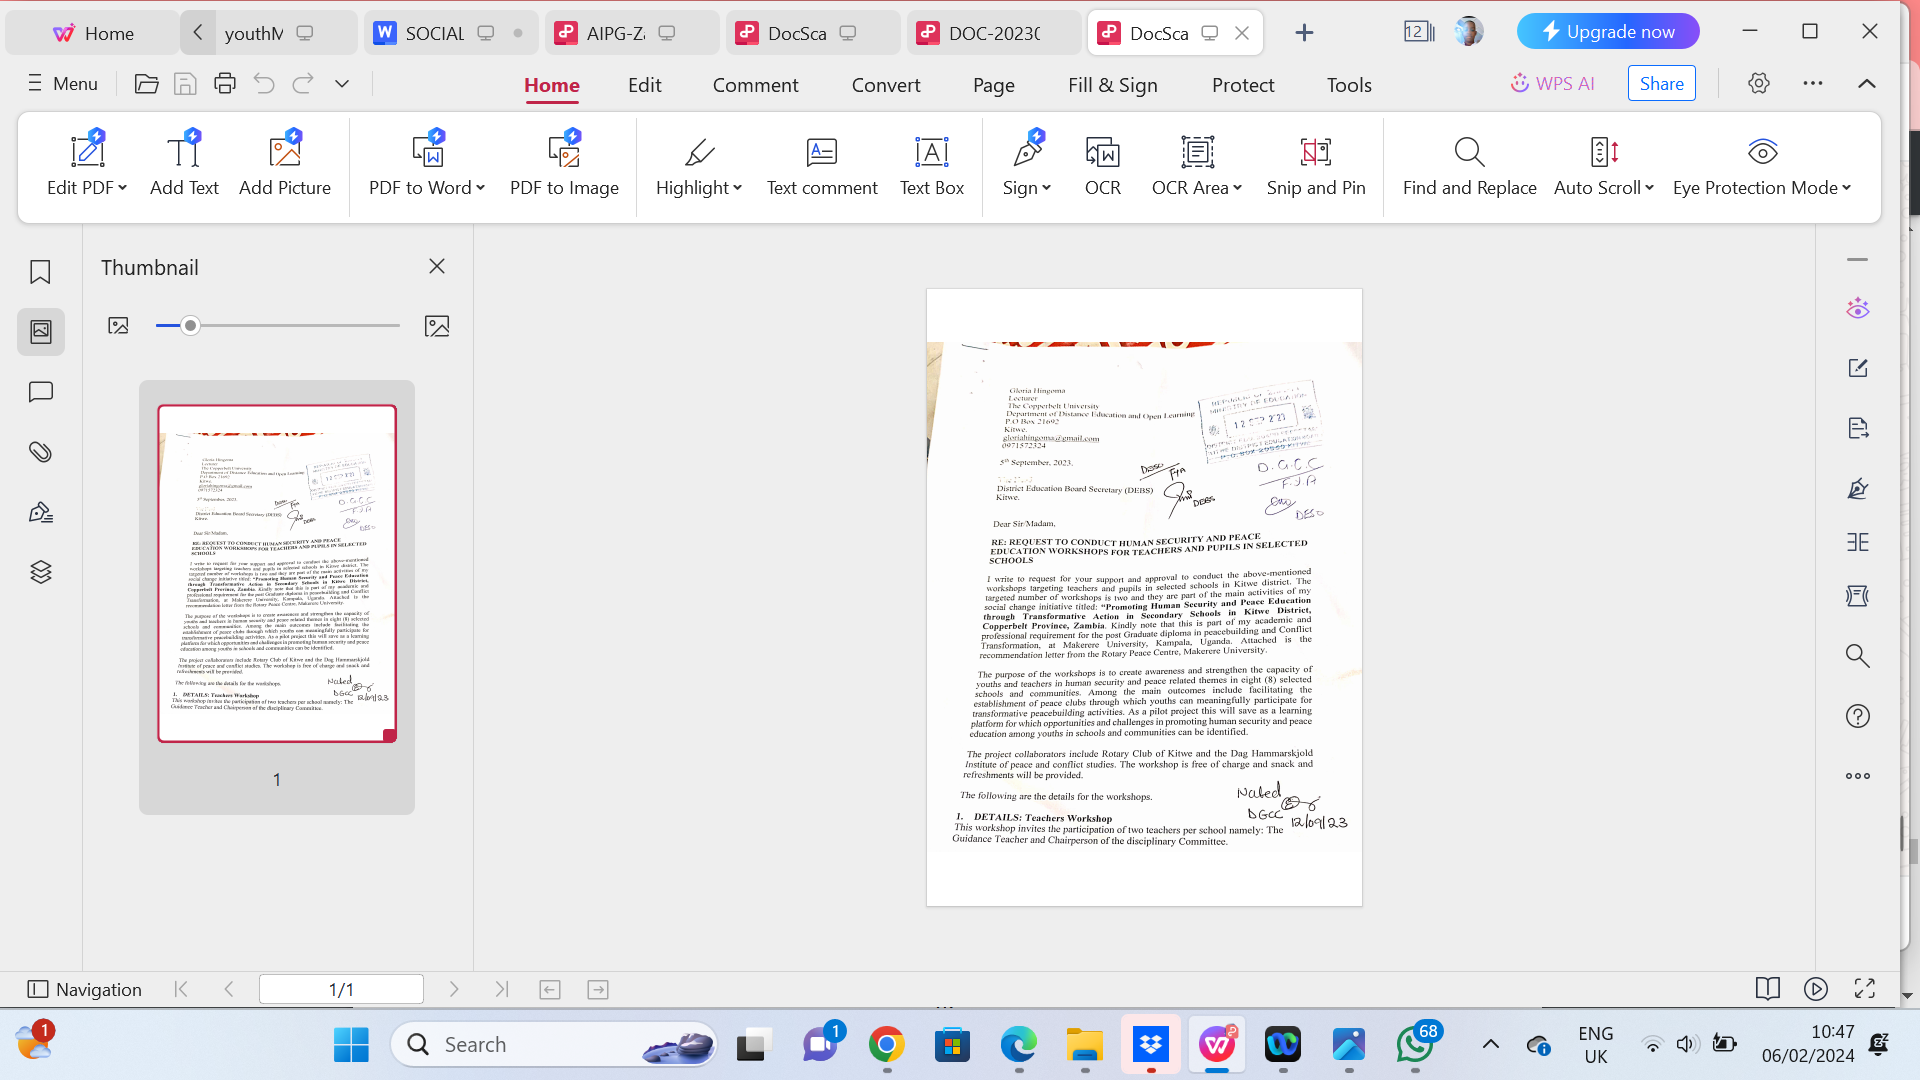 Home
youthM
SOCIAL
AIPG-Za
DocSca
DOC-2023
DocSca
12
Upgrade now
Menu
Home
Edit
Comment
Convert
Page
Fill & Sign
Protect
Tools
WPS AI
Share
Edit PDF
Add Text
Add Picture
PDF to Word
PDF to Image
Highlight
Text comment
Text Box
Sign
OCR
OCR Area
Snip and Pin
Find and Replace
Auto Scroll
Eye Protection Mode
Thumbnail
1
Gloria Hingoma
Lecturer
The Copperbelt University
Department of Distance Education and Open Learning
P.O Box 21692
Kitwe.
gloriahingoma@gmail.com
0971572324
MINISTRY OF EDUCATION
12 SEP 2023
5th September, 2023.
DESO
FYA
DEBS
D.G.C.C
F.Y.A
DESO
District Education Board Secretary (DEBS)
Kitwe.
Dear Sir/Madam,
RE: REQUEST TO CONDUCT HUMAN SECURITY AND PEACE
EDUCATION WORKSHOPS FOR TEACHERS AND PUPILS IN SELECTED
SCHOOLS
I write to request for your support and approval to conduct the above-mentioned
workshops targeting teachers and pupils in selected schools in Kitwe district. The
targeted number of workshops is two and they are part of the main activities of my
social change initiative titled: “Promoting Human Security and Peace Education
through Transformative Action in Secondary Schools in Kitwe District,
Copperbelt Province, Zambia. Kindly note that this is part of my academic and
professional requirement for the post Graduate diploma in peacebuilding and Conflict
Transformation, at Makerere University, Kampala, Uganda. Attached is the
recommendation letter from the Rotary Peace Centre, Makerere University.
The purpose of the workshops is to create awareness and strengthen the capacity of
youths and teachers in human security and peace related themes in eight (8) selected
schools and communities. Among the main outcomes include facilitating the
establishment of peace clubs through which youths can meaningfully participate for
transformative peacebuilding activities. As a pilot project this will save as a learning
platform for which opportunities and challenges in promoting human security and peace
education among youths in schools and communities can be identified.
The project collaborators include Rotary Club of Kitwe and the Dag Hammarskjold
Institute of peace and conflict studies. The workshop is free of charge and snack and
refreshments will be provided.
The following are the details for the workshops.
Noted
DGCC
12/09/23
1. DETAILS: Teachers Workshop
This workshop invites the participation of two teachers per school namely: The
Guidance Teacher and Chairperson of the disciplinary Committee.
Navigation
1/1
1
Search
1
68
ENG
UK
10:47
06/02/2024